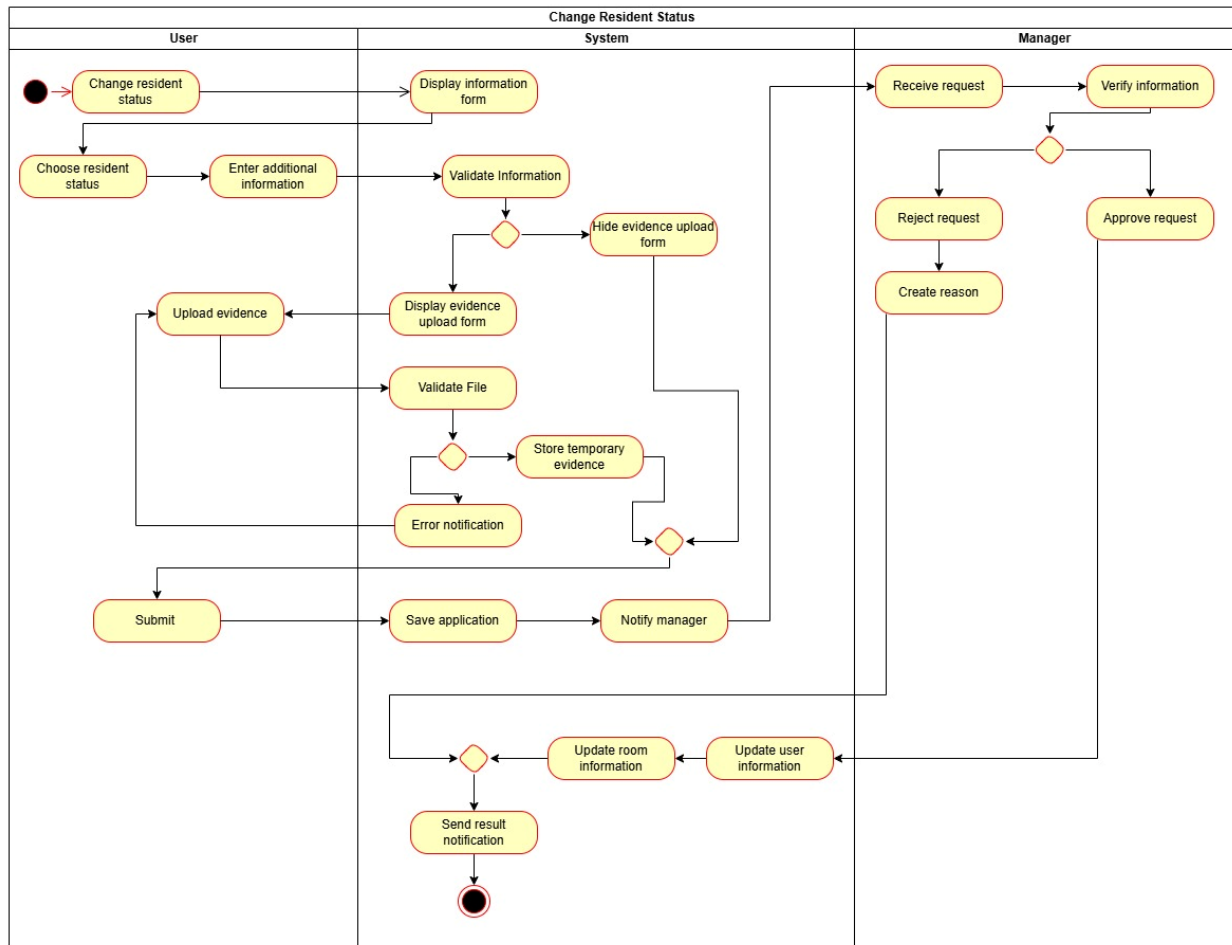 Change Resident Status
User
System
Manager
Change resident
status
Display information
form
Receive request
Verify information
Choose resident
status
Enter additional
information
Validate Information
Hide evidence upload
form
Reject request
Approve request
Create reason
Upload evidence
Display evidence
upload form
Validate File
Store temporary
evidence
Error notification
Submit
Save application
Notify manager
Update room
information
Update user
information
Send result
notification